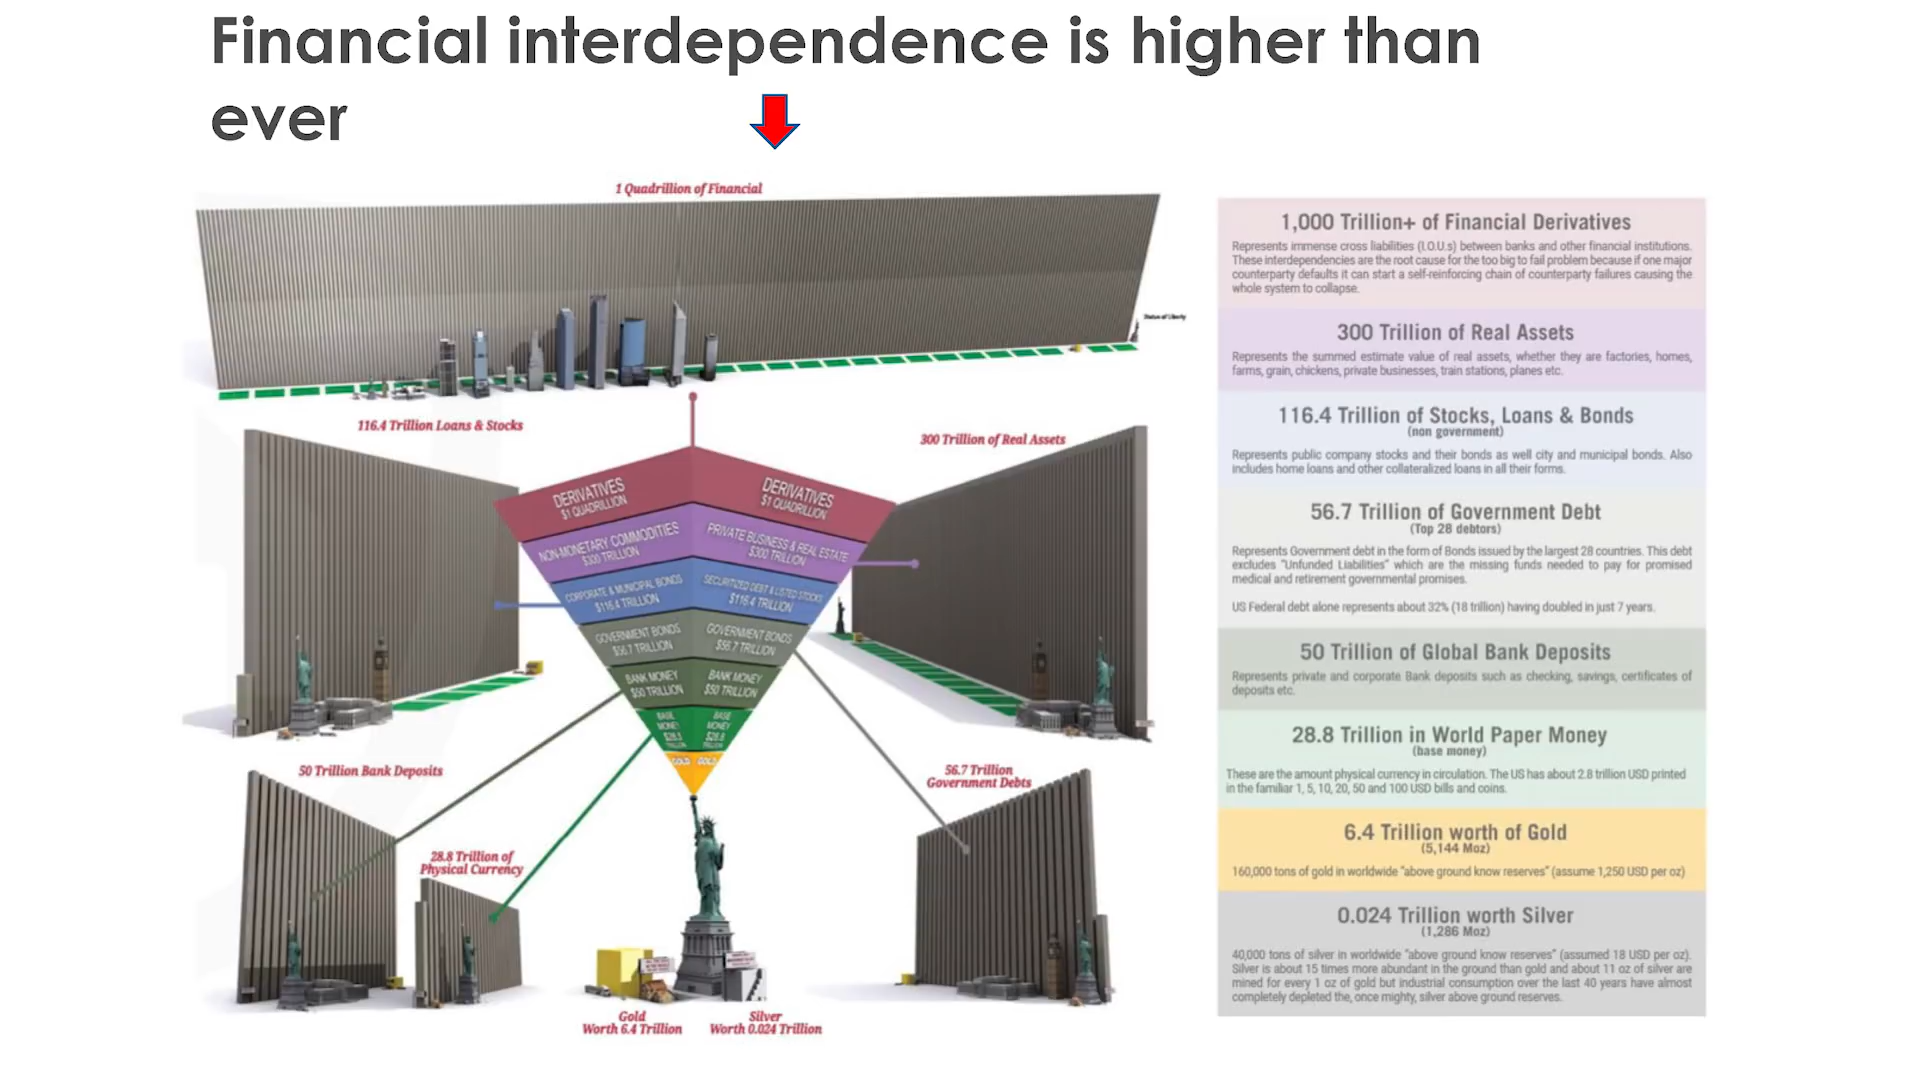 Financial interdependence is higher than
ever
1 Quadrillion of Financial
Statue of Liberty
116.4 Trillion Loans & Stocks
300 Trillion of Real Assets
DERIVATIVES
$1 QUADRILLION
DERIVATIVES
$1 QUADRILLION
NON-MONETARY COMMODITIES
$300 TRILLION
PRIVATE BUSINESS & REAL ESTATE
$300 TRILLION
CORPORATE & MUNICIPAL BONDS
$116.4 TRILLION
SECURITIZED DEBT & LISTED STOCKS
$116.4 TRILLION
GOVERNMENT BONDS
$56.7 TRILLION
GOVERNMENT BONDS
$56.7 TRILLION
BANK MONEY
$50 TRILLION
BANK MONEY
$50 TRILLION
BASE
MONEY
$28.8
TRILLION
BASE
MONEY
$28.8
TRILLION
GOLD
GOLD
50 Trillion Bank Deposits
28.8 Trillion of
Physical Currency
56.7 Trillion
Government Debts
Gold
Worth 6.4 Trillion
Silver
Worth 0.024 Trillion
1,000 Trillion+ of Financial Derivatives
Represents immense cross liabilities (I.O.U.s) between banks and other financial institutions.
These interdependencies are the root cause for the too big to fail problem because if one major
counterparty defaults it can start a self-reinforcing chain of counterparty failures causing the
whole system to collapse.
300 Trillion of Real Assets
Represents the summed estimate value of real assets, whether they are factories, homes,
farms, grain, chickens, private businesses, train stations, planes etc.
116.4 Trillion of Stocks, Loans & Bonds
(non government)
Represents public company stocks and their bonds as well city and municipal bonds. Also
includes home loans and other collateralized loans in all their forms.
56.7 Trillion of Government Debt
(Top 28 debtors)
Represents Government debt in the form of Bonds issued by the largest 28 countries. This debt
excludes "Unfunded Liabilities" which are the missing funds needed to pay for promised
medical and retirement governmental promises.
US Federal debt alone represents about 32% (18 trillion) having doubled in just 7 years.
50 Trillion of Global Bank Deposits
Represents private and corporate Bank deposits such as checking, savings, certificates of
deposits etc.
28.8 Trillion in World Paper Money
(base money)
These are the amount physical currency in circulation. The US has about 2.8 trillion USD printed
in the familiar 1, 5, 10, 20, 50 and 100 USD bills and coins.
6.4 Trillion worth of Gold
(5,144 Moz)
160,000 tons of gold in worldwide "above ground know reserves" (assume 1,250 USD per oz)
0.024 Trillion worth Silver
(1,286 Moz)
40,000 tons of silver in worldwide "above ground know reserves" (assumed 18 USD per oz).
Silver is about 15 times more abundant in the ground than gold and about 11 oz of silver are
mined for every 1 oz of gold but industrial consumption over the last 40 years have almost
completely depleted the, once mighty, silver above ground reserves.